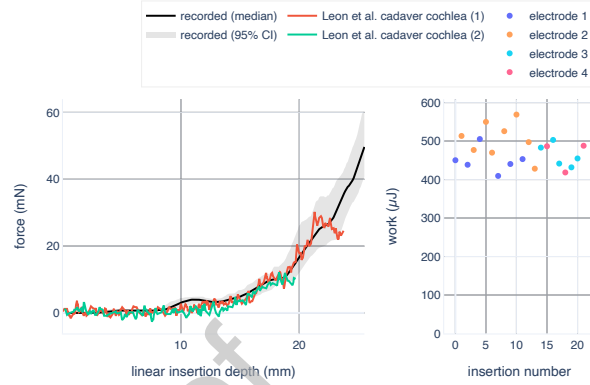 recorded (median)
Leon et al. cadaver cochlea (1)
electrode 1
recorded (95% CI)
Leon et al. cadaver cochlea (2)
electrode 2
electrode 3
electrode 4
60
40
20
0
force (mN)
10
20
linear insertion depth (mm)
600
500
400
300
200
100
0
work (μJ)
0
5
10
15
20
insertion number
of